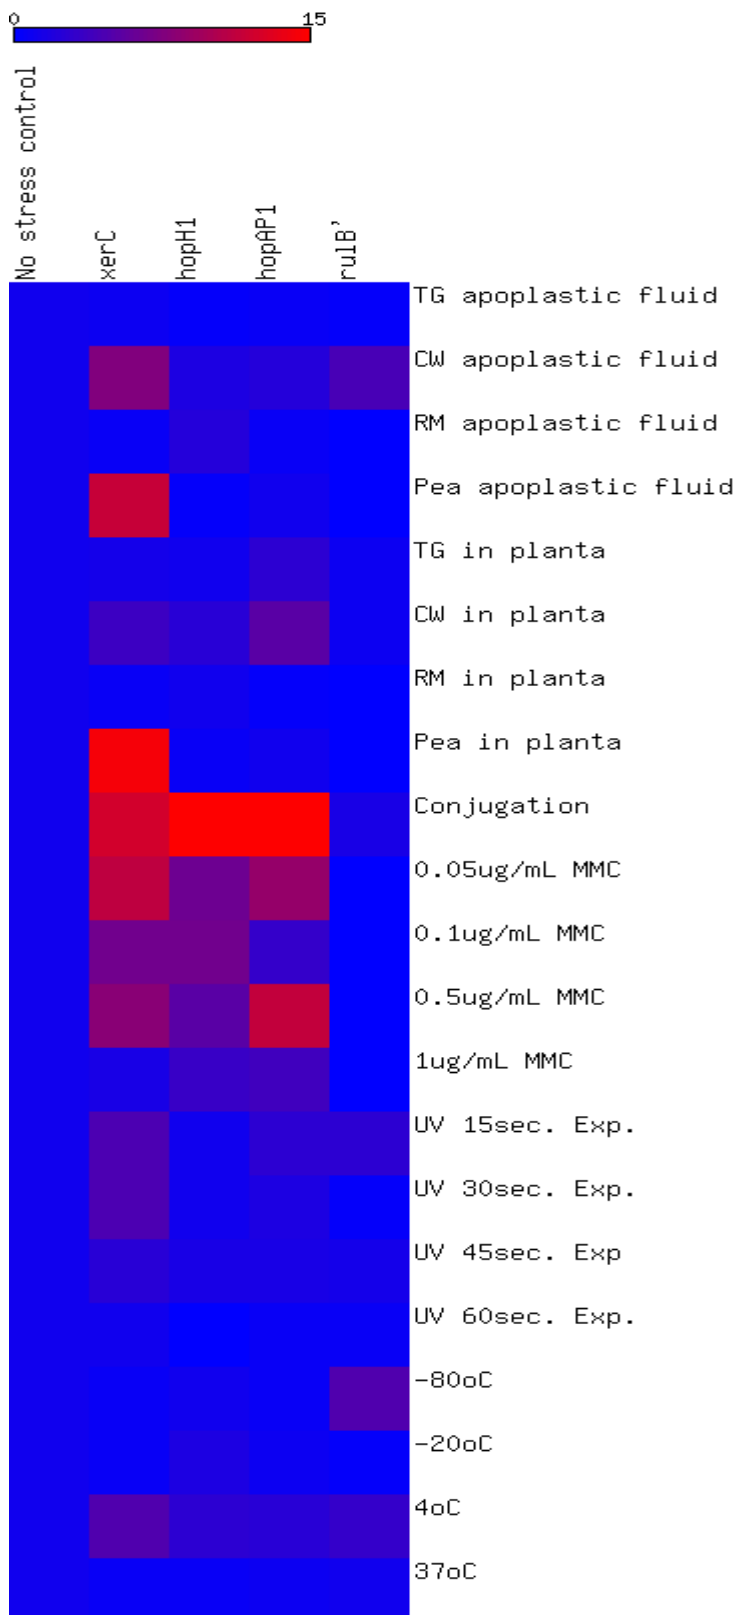 0 15
No stress control
xerC
hopH1
hopAP1
rulB'
TG apoplastic fluid
CW apoplastic fluid
RM apoplastic fluid
Pea apoplastic fluid
TG in planta
CW in planta
RM in planta
Pea in planta
Conjugation
0.05ug/mL MMC
0.1ug/mL MMC
0.5ug/mL MMC
1ug/mL MMC
UV 15sec. Exp.
UV 30sec. Exp.
UV 45sec. Exp
UV 60sec. Exp.
-80oC
-20oC
4oC
37oC